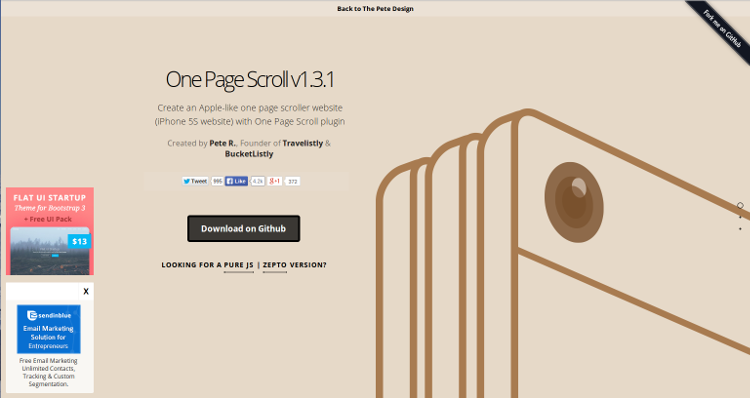 Back to The Pete Design
Fork me on GitHub
One Page Scroll v1.3.1
Create an Apple-like one page scroller website
(iPhone 5S website) with One Page Scroll plugin
Created by Pete R., Founder of Travelistly &
BucketListly
Tweet 995 Like 4.2k g+1 372
Download on Github
LOOKING FOR A PURE JS | ZEPTO VERSION?
FLAT UI STARTUP
Theme for Bootstrap 3
+ Free UI Pack
$13
X
sendinblue
Email Marketing
Solution for
Entrepreneurs
Free Email Marketing
Unlimited Contacts,
Tracking & Custom
Segmentation.